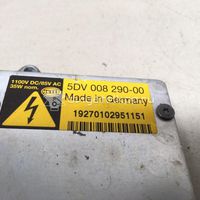 1100V DC/85V AC
35W nom.
5DV 008 290-00
Made in Germany
19270102951151